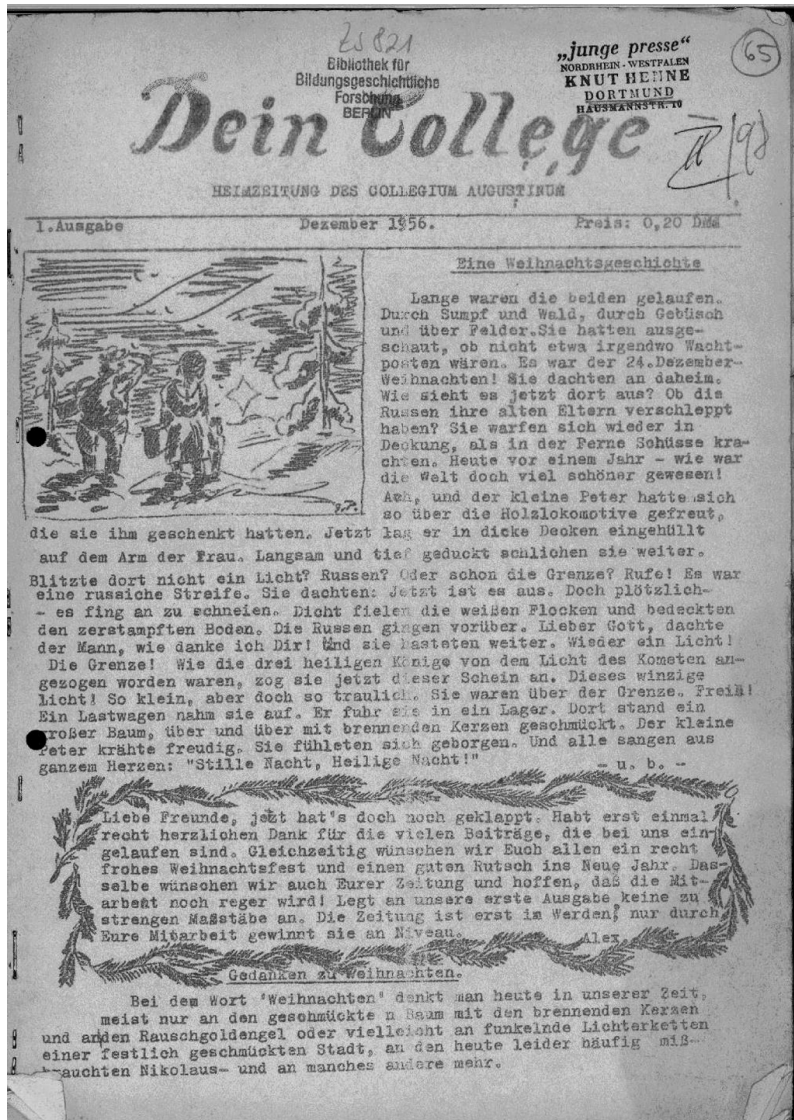 ZS 821
Bibliothek für
Bildungsgeschichtliche
Forschung
BERLIN
„junge presse“
NORDRHEIN-WESTFALEN
KNUT HENNE
DORTMUND
HAUSMANNSTR. 10
65
Dein College
HEIMZEITUNG DES COLLEGIUM AUGUSTINUM
1.Ausgabe Dezember 1956. Preis: 0,20 DM
Eine Weihnachtsgeschichte
Lange waren die beiden gelaufen.
Durch Sumpf und Wald, durch Gebüsch
und über Felder.Sie hatten ausge-
schaut, ob nicht etwa irgendwo Wacht-
posten wären. Es war der 24.Dezember-
Weihnachten! Sie dachten an daheim.
Wie sieht es jetzt dort aus? Ob die
Russen ihre alten Eltern verschleppt
haben? Sie warfen sich wieder in
Deckung, als in der Ferne Schüsse kra-
chten. Heute vor einem Jahr - wie war
die Welt doch viel schöner gewesen!
Ach, und der kleine Peter hatte sich
so über die Holzlokomotive gefreut,
die sie ihm geschenkt hatten. Jetzt lag er in dicke Decken eingehüllt
auf dem Arm der Frau. Langsam und tief geduckt schlichen sie weiter.
Blitzte dort nicht ein Licht? Russen? Oder schon die Grenze? Rufe! Es war
eine russiche Streife. Sie dachten: Jetzt ist es aus. Doch plötzlich-
- es fing an zu schneien. Dicht fielen die weißen Flocken und bedeckten
den zerstampften Boden. Die Russen gingen vorüber. Lieber Gott, dachte
der Mann, wie danke ich Dir! Und sie hasteten weiter. Wieder ein Licht!
Die Grenze! Wie die drei heiligen Könige von dem Licht des Kometen an-
gezogen worden waren, zog sie jetzt dieser Schein an. Dieses winzige
Licht! So klein, aber doch so traulich. Sie waren über der Grenze. Frei!
Ein Lastwagen nahm sie auf. Er fuhr sie in ein Lager. Dort stand ein
großer Baum, über und über mit brennenden Kerzen geschmückt. Der kleine
Peter krähte freudig. Sie fühleten sich geborgen. Und alle sangen aus
ganzem Herzen: "Stille Nacht, Heilige Nacht!" - u. b. -
Liebe Freunde, jetzt hat's doch noch geklappt. Habt erst einmal
recht herzlichen Dank für die vielen Beiträge, die bei uns ein-
gelaufen sind. Gleichzeitig wünschen wir Euch allen ein recht
frohes Weihnachtsfest und einen guten Rutsch ins Neue Jahr. Das-
selbe wünschen wir auch Eurer Zeitung und hoffen, daß die Mit-
arbeit noch reger wird! Legt an unsere erste Ausgabe keine zu
strengen Maßstäbe an. Die Zeitung ist erst im Werden, nur durch
Eure Mitarbeit gewinnt sie an Niveau. Alex
Gedanken zu Weihnachten.
Bei dem Wort "Weihnachten" denkt man heute in unserer Zeit,
meist nur an den geschmückte n Baum mit den brennenden Kerzen
und an den Rauschgoldengel oder vielleicht an funkelnde Lichterketten
einer festlich geschmückten Stadt, an den heute leider häufig miß-
brauchten Nikolaus- und an manches andere mehr.